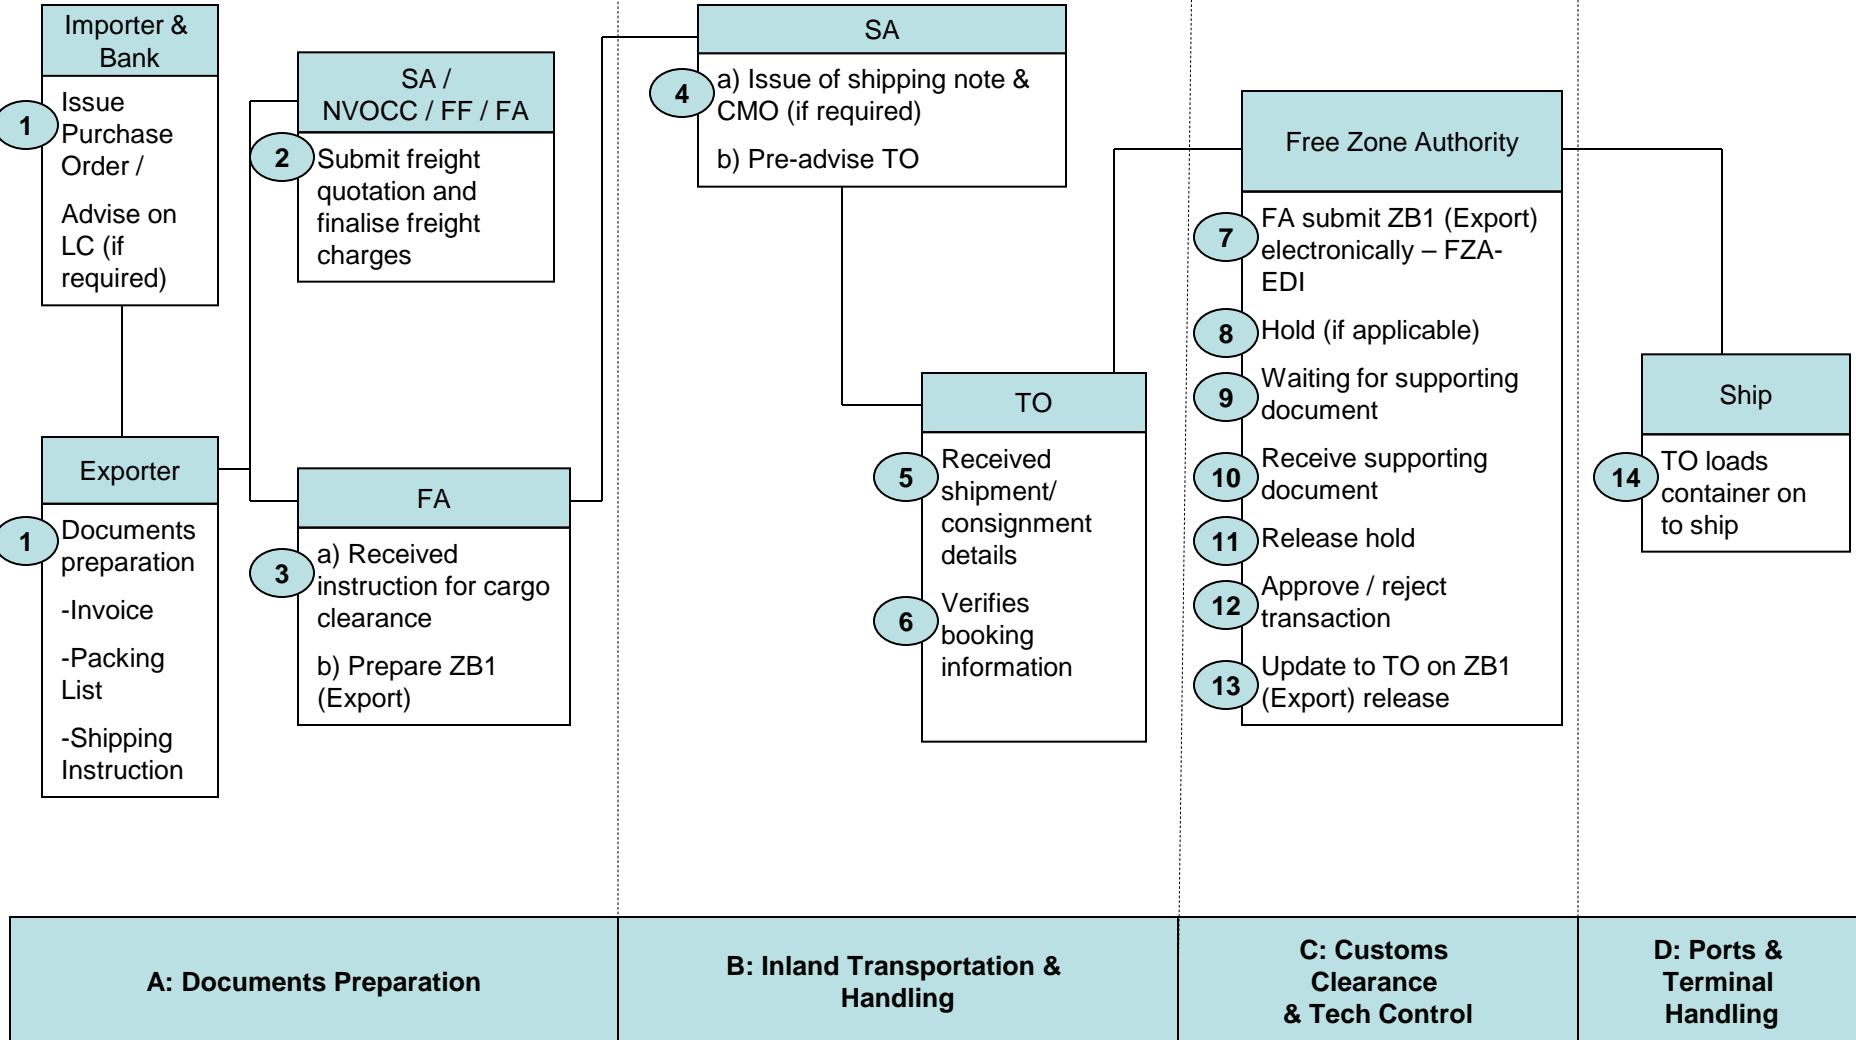 Importer &
Bank
1
Issue
Purchase
Order /
Advise on
LC (if
required)
Exporter
1
Documents
preparation
-Invoice
-Packing
List
-Shipping
Instruction
SA /
NVOCC / FF / FA
2
Submit freight
quotation and
finalise freight
charges
FA
3
a) Received
instruction for cargo
clearance
b) Prepare ZB1
(Export)
SA
4
a) Issue of shipping note &
CMO (if required)
b) Pre-advise TO
TO
5
Received
shipment/
consignment
details
6
Verifies
booking
information
Free Zone Authority
7
FA submit ZB1 (Export)
electronically – FZA-
EDI
8
Hold (if applicable)
9
Waiting for supporting
document
10
Receive supporting
document
11
Release hold
12
Approve / reject
transaction
13
Update to TO on ZB1
(Export) release
Ship
14
TO loads
container on
to ship
A: Documents Preparation
B: Inland Transportation &
Handling
C: Customs
Clearance
& Tech Control
D: Ports &
Terminal
Handling